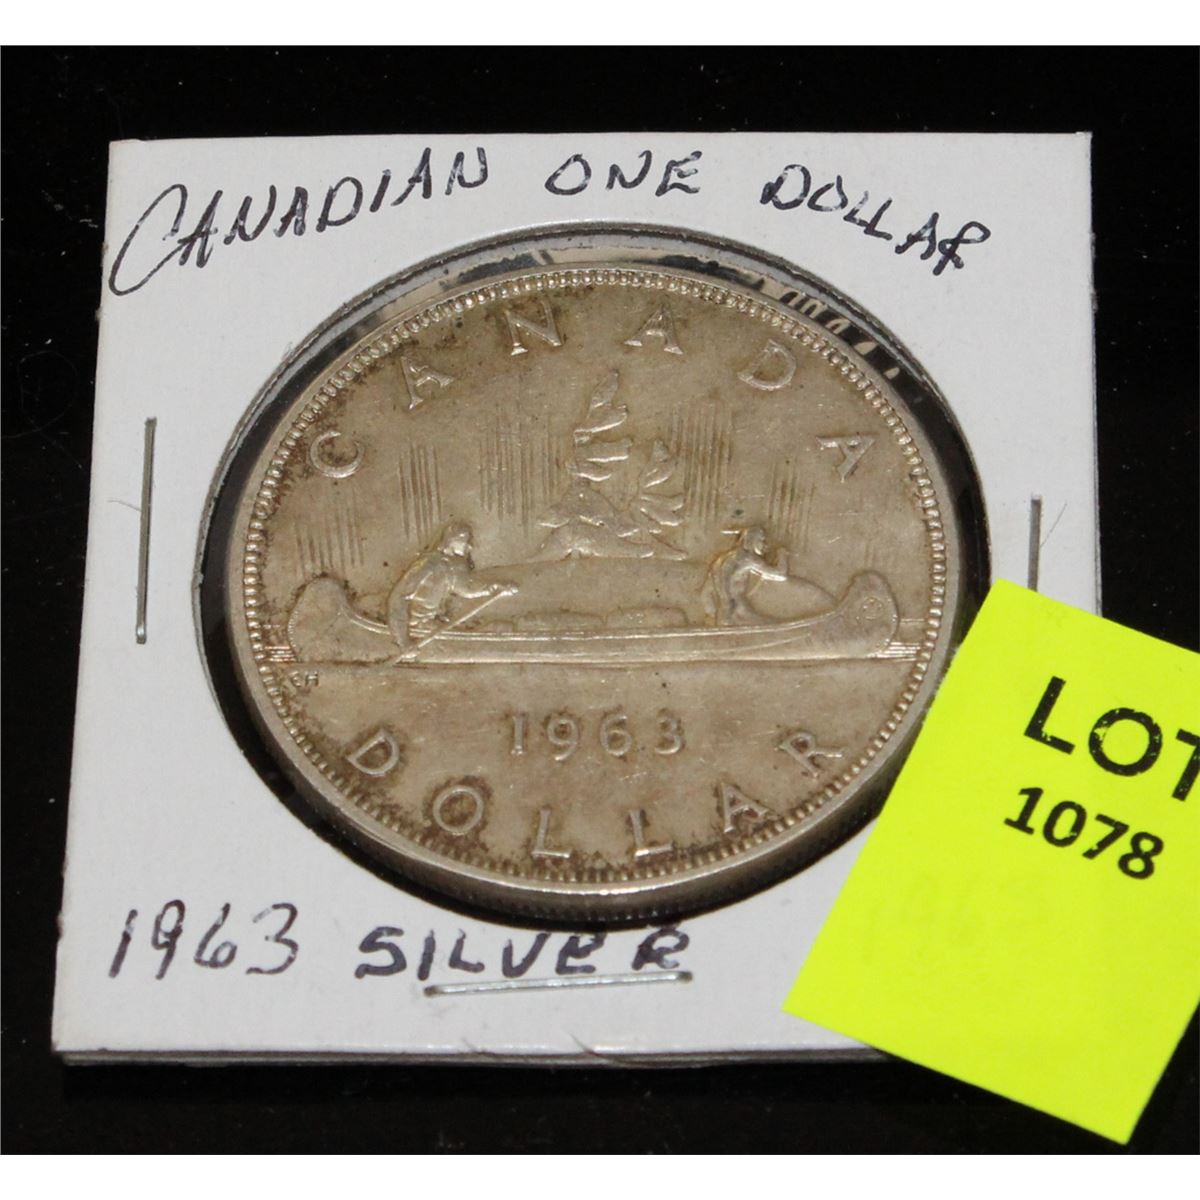 CANADIAN ONE DOLLAR
CANADA
EH
1963
DOLLAR
1963 SILVER
LOT
1078